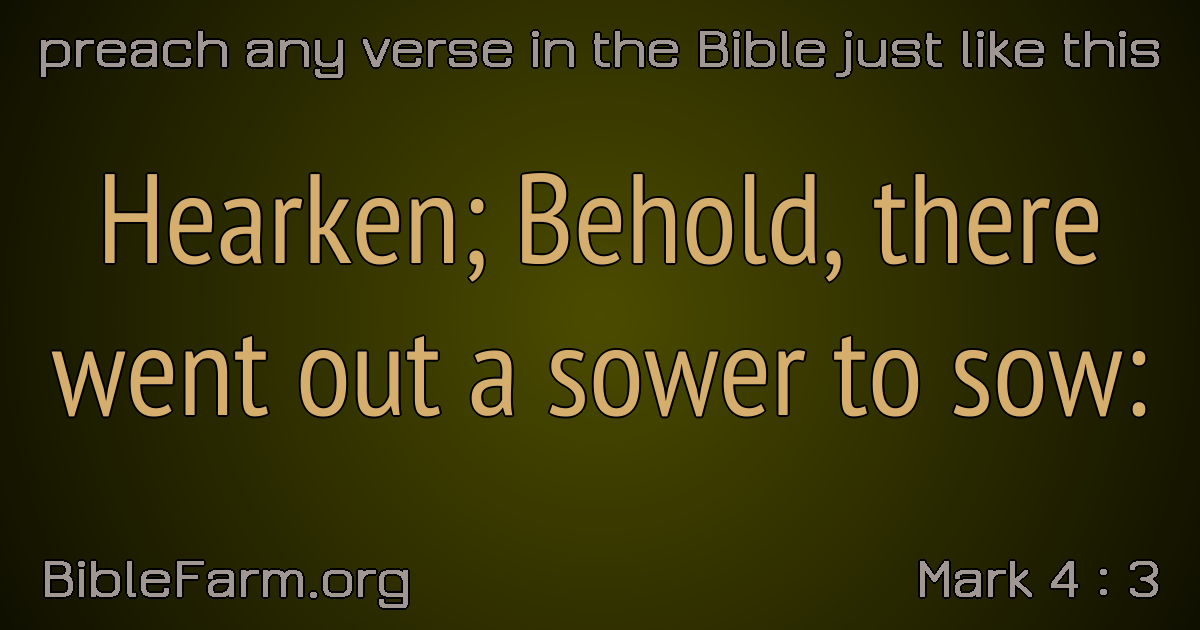 preach any verse in the Bible just like this
Hearken; Behold, there
went out a sower to sow:
BibleFarm.org
Mark 4 : 3